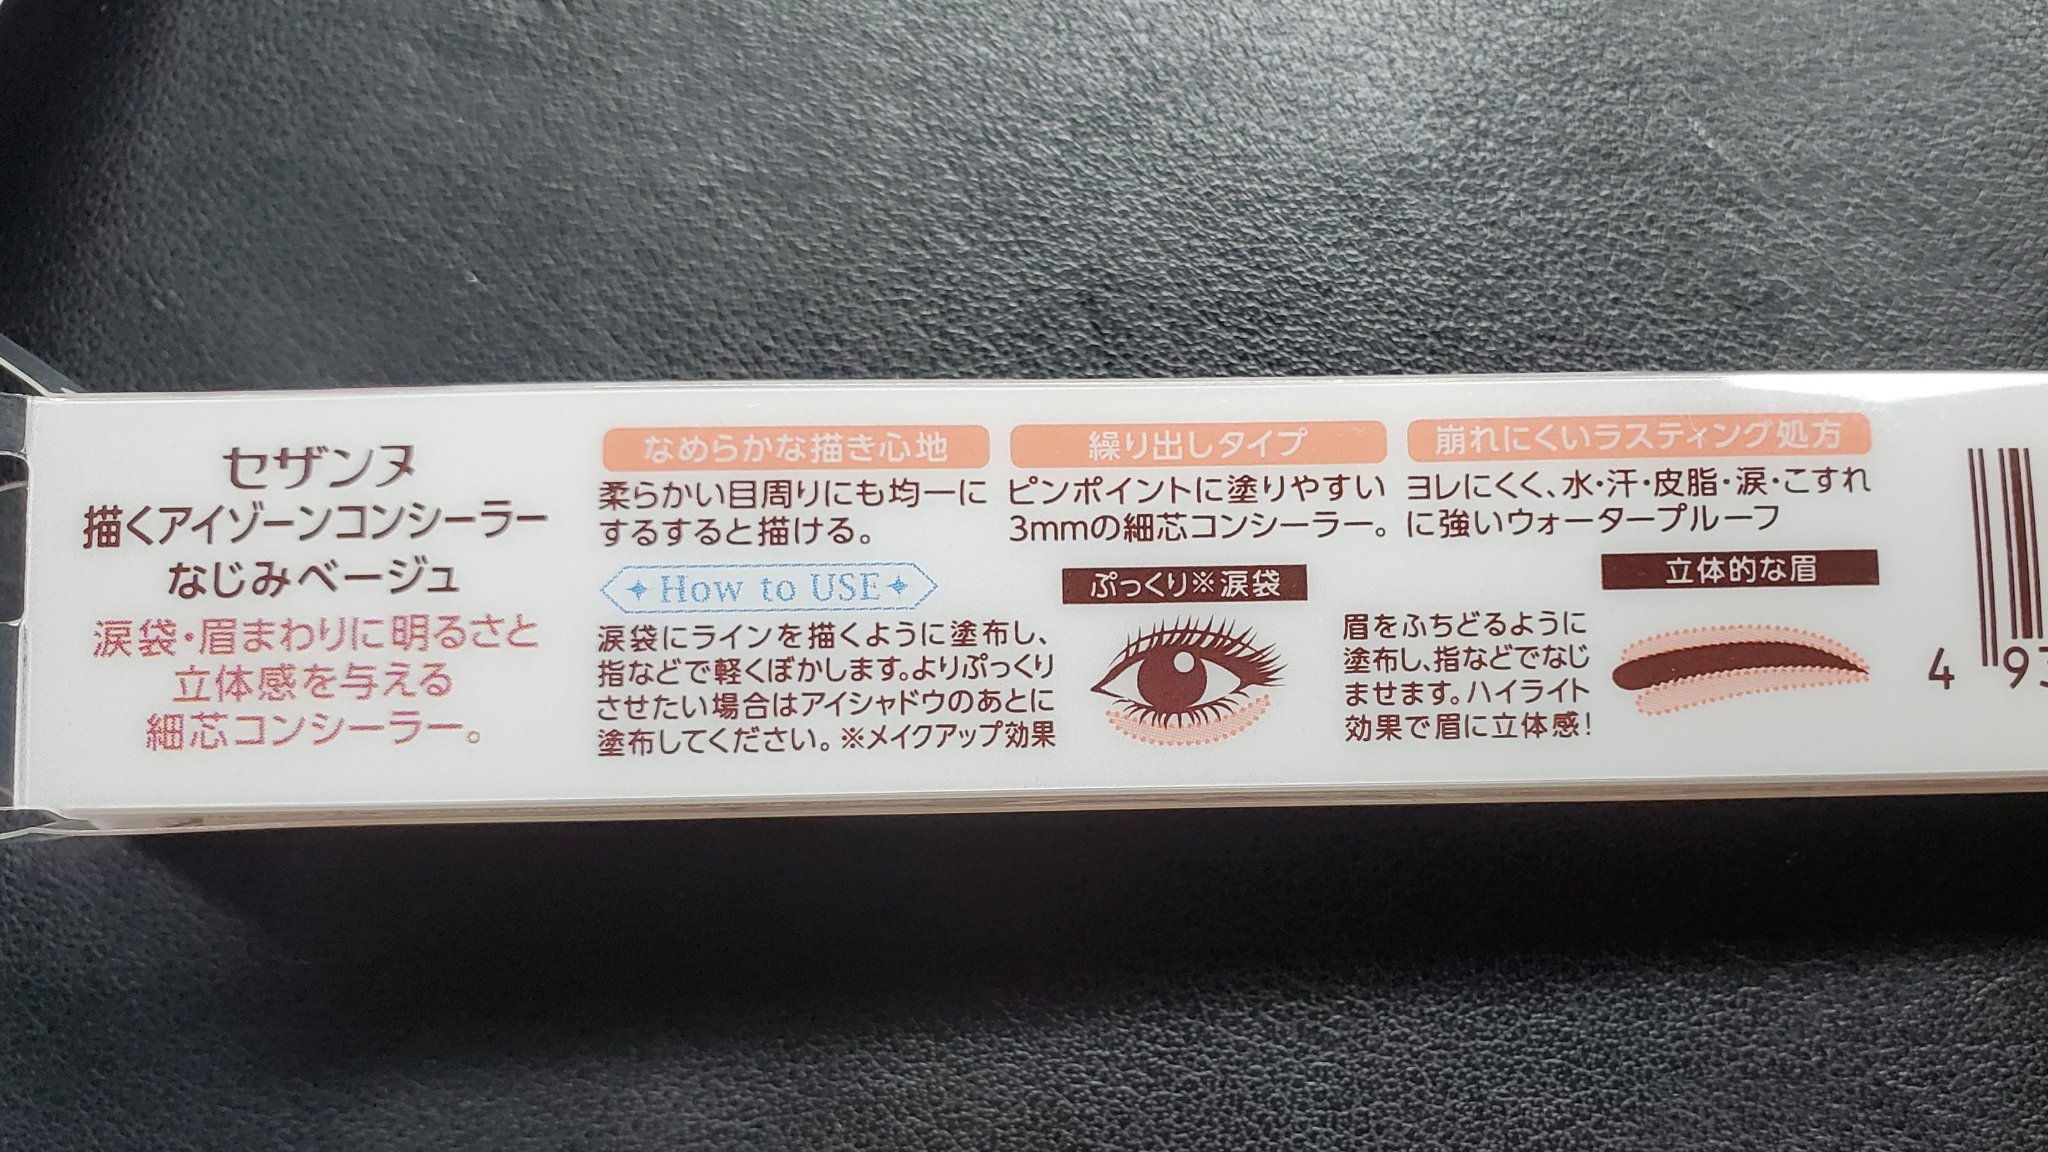 セザンヌ
描くアイゾーンコンシーラー
なじみベージュ
涙袋・眉まわりに明るさと
立体感を与える
細芯コンシーラー。
なめらかな描き心地
柔らかい目周りにも均一に
するすると描ける。
繰り出しタイプ
ピンポイントに塗りやすい
3mmの細芯コンシーラー。
崩れにくいラスティング処方
ヨレにくく、水・汗・皮脂・涙・こすれ
に強いウォータープルーフ
How to USE
涙袋にラインを描くように塗布し、
指などで軽くぼかします。よりぷっくり
させたい場合はアイシャドウのあとに
塗布してください。※メイクアップ効果
ぷっくり※涙袋
立体的な眉
眉をふちどるように
塗布し、指などでなじ
ませます。ハイライト
効果で眉に立体感!
4 93